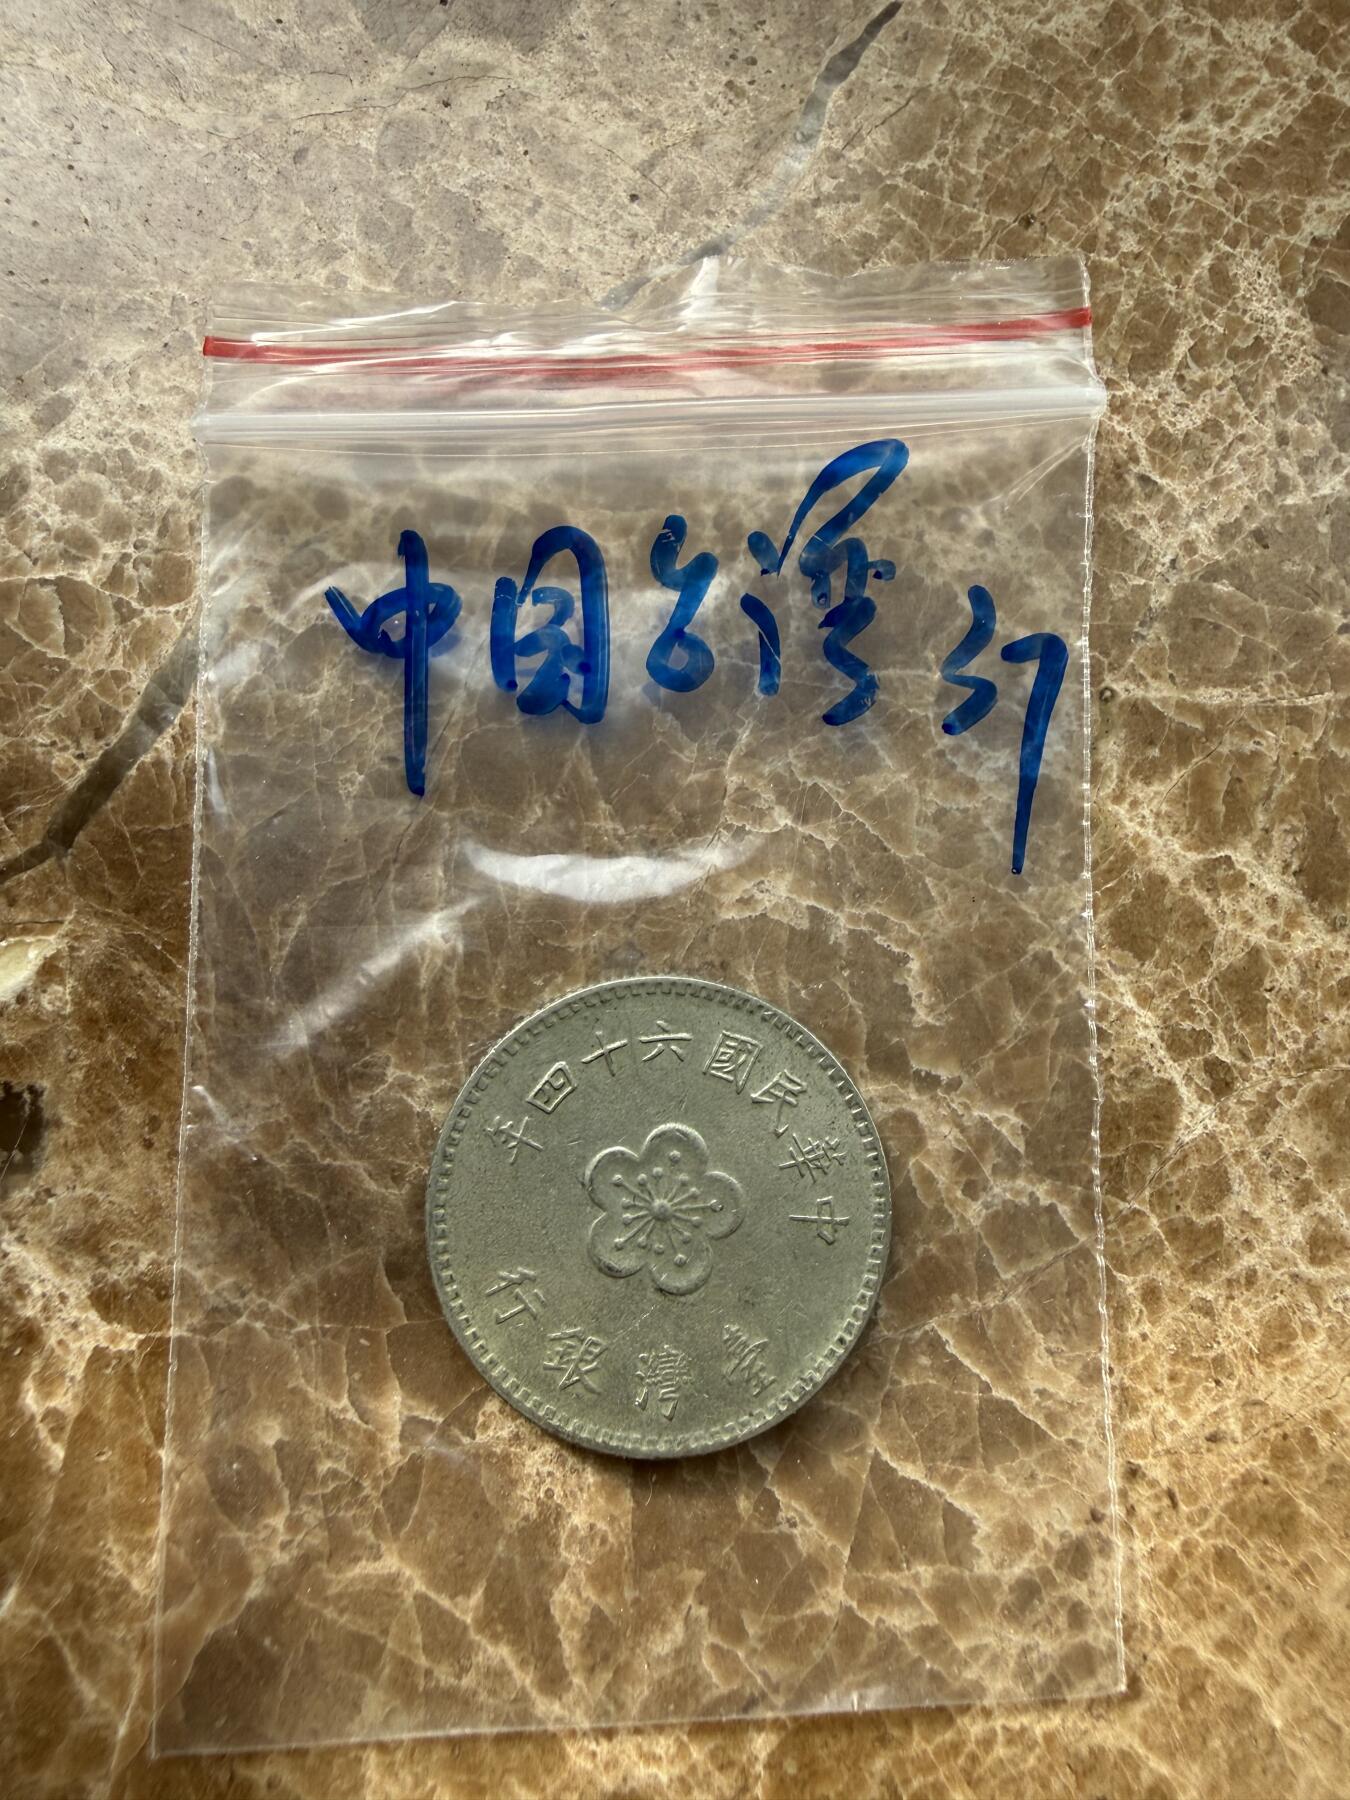 中国台湾
中華民國六十四年
臺灣銀行